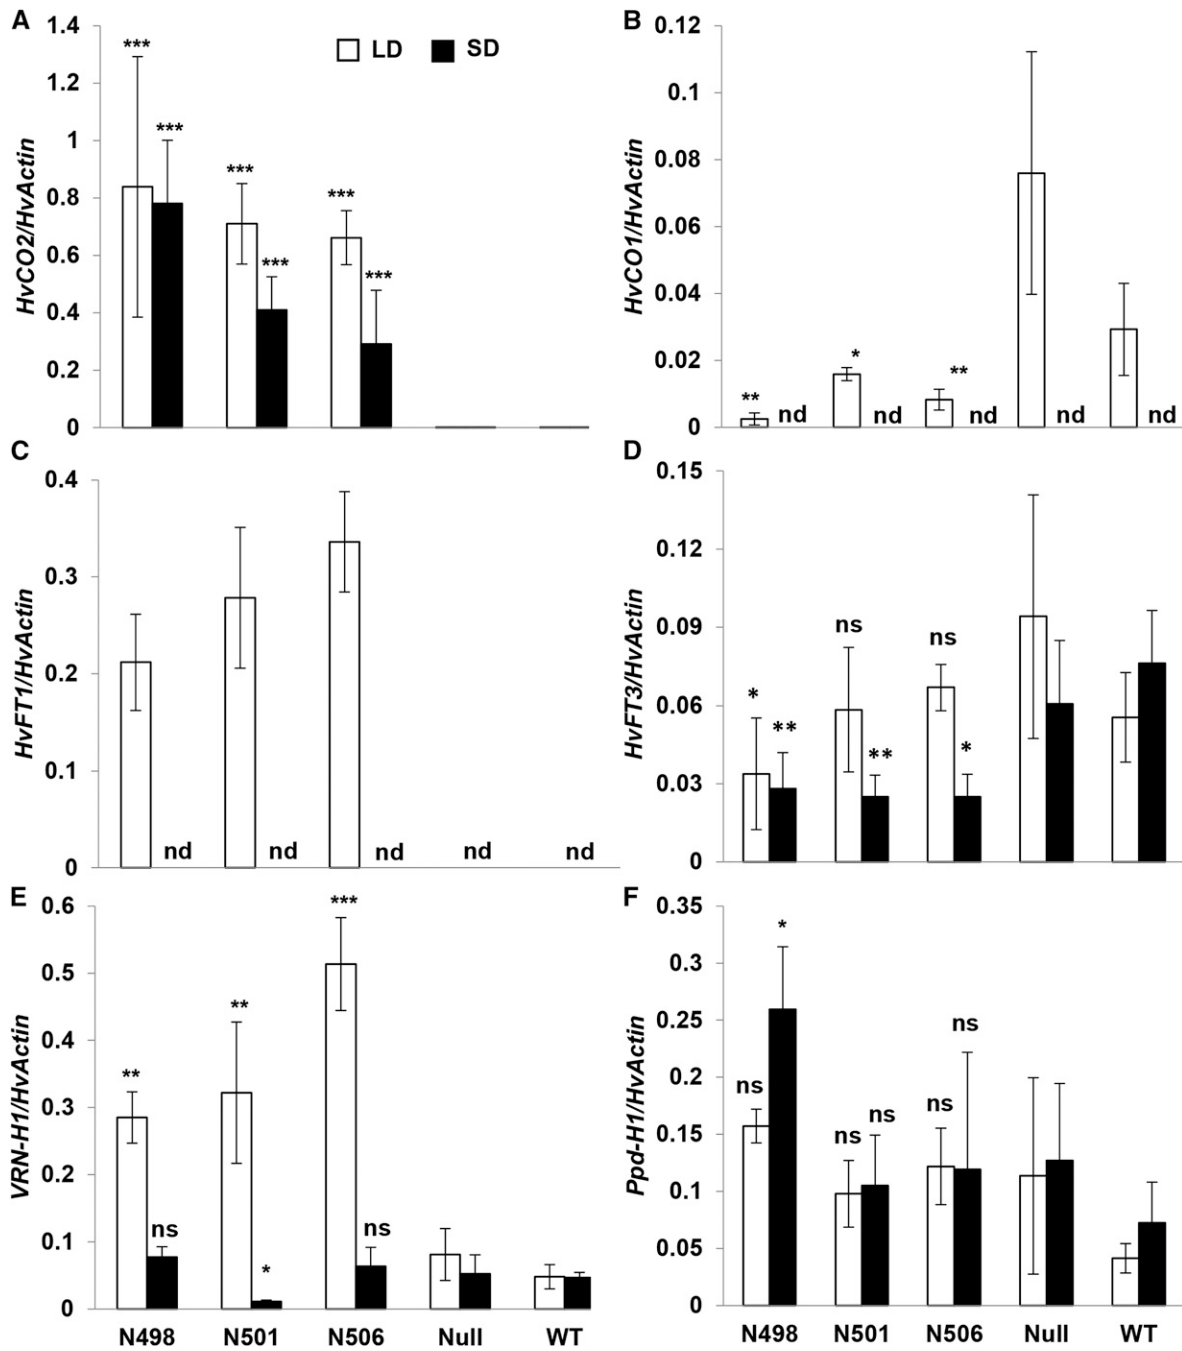 A
HvCO2/HvActin
1.4
1.2
1
0.8
0.6
0.4
0.2
0
LD
SD
***
***
***
***
***
***
B
HvCO1/HvActin
0.12
0.1
0.08
0.06
0.04
0.02
0
**
nd
*
nd
**
nd
nd
nd
C
HvFT1/HvActin
0.4
0.3
0.2
0.1
0
nd
nd
nd
nd
nd
D
HvFT3/HvActin
0.15
0.12
0.09
0.06
0.03
0
*
**
ns
**
ns
*
E
VRN-H1/HvActin
0.6
0.5
0.4
0.3
0.2
0.1
0
**
ns
**
*
***
ns
N498
N501
N506
Null
WT
F
Ppd-H1/HvActin
0.35
0.3
0.25
0.2
0.15
0.1
0.05
0
ns
*
ns
ns
ns
ns
N498
N501
N506
Null
WT